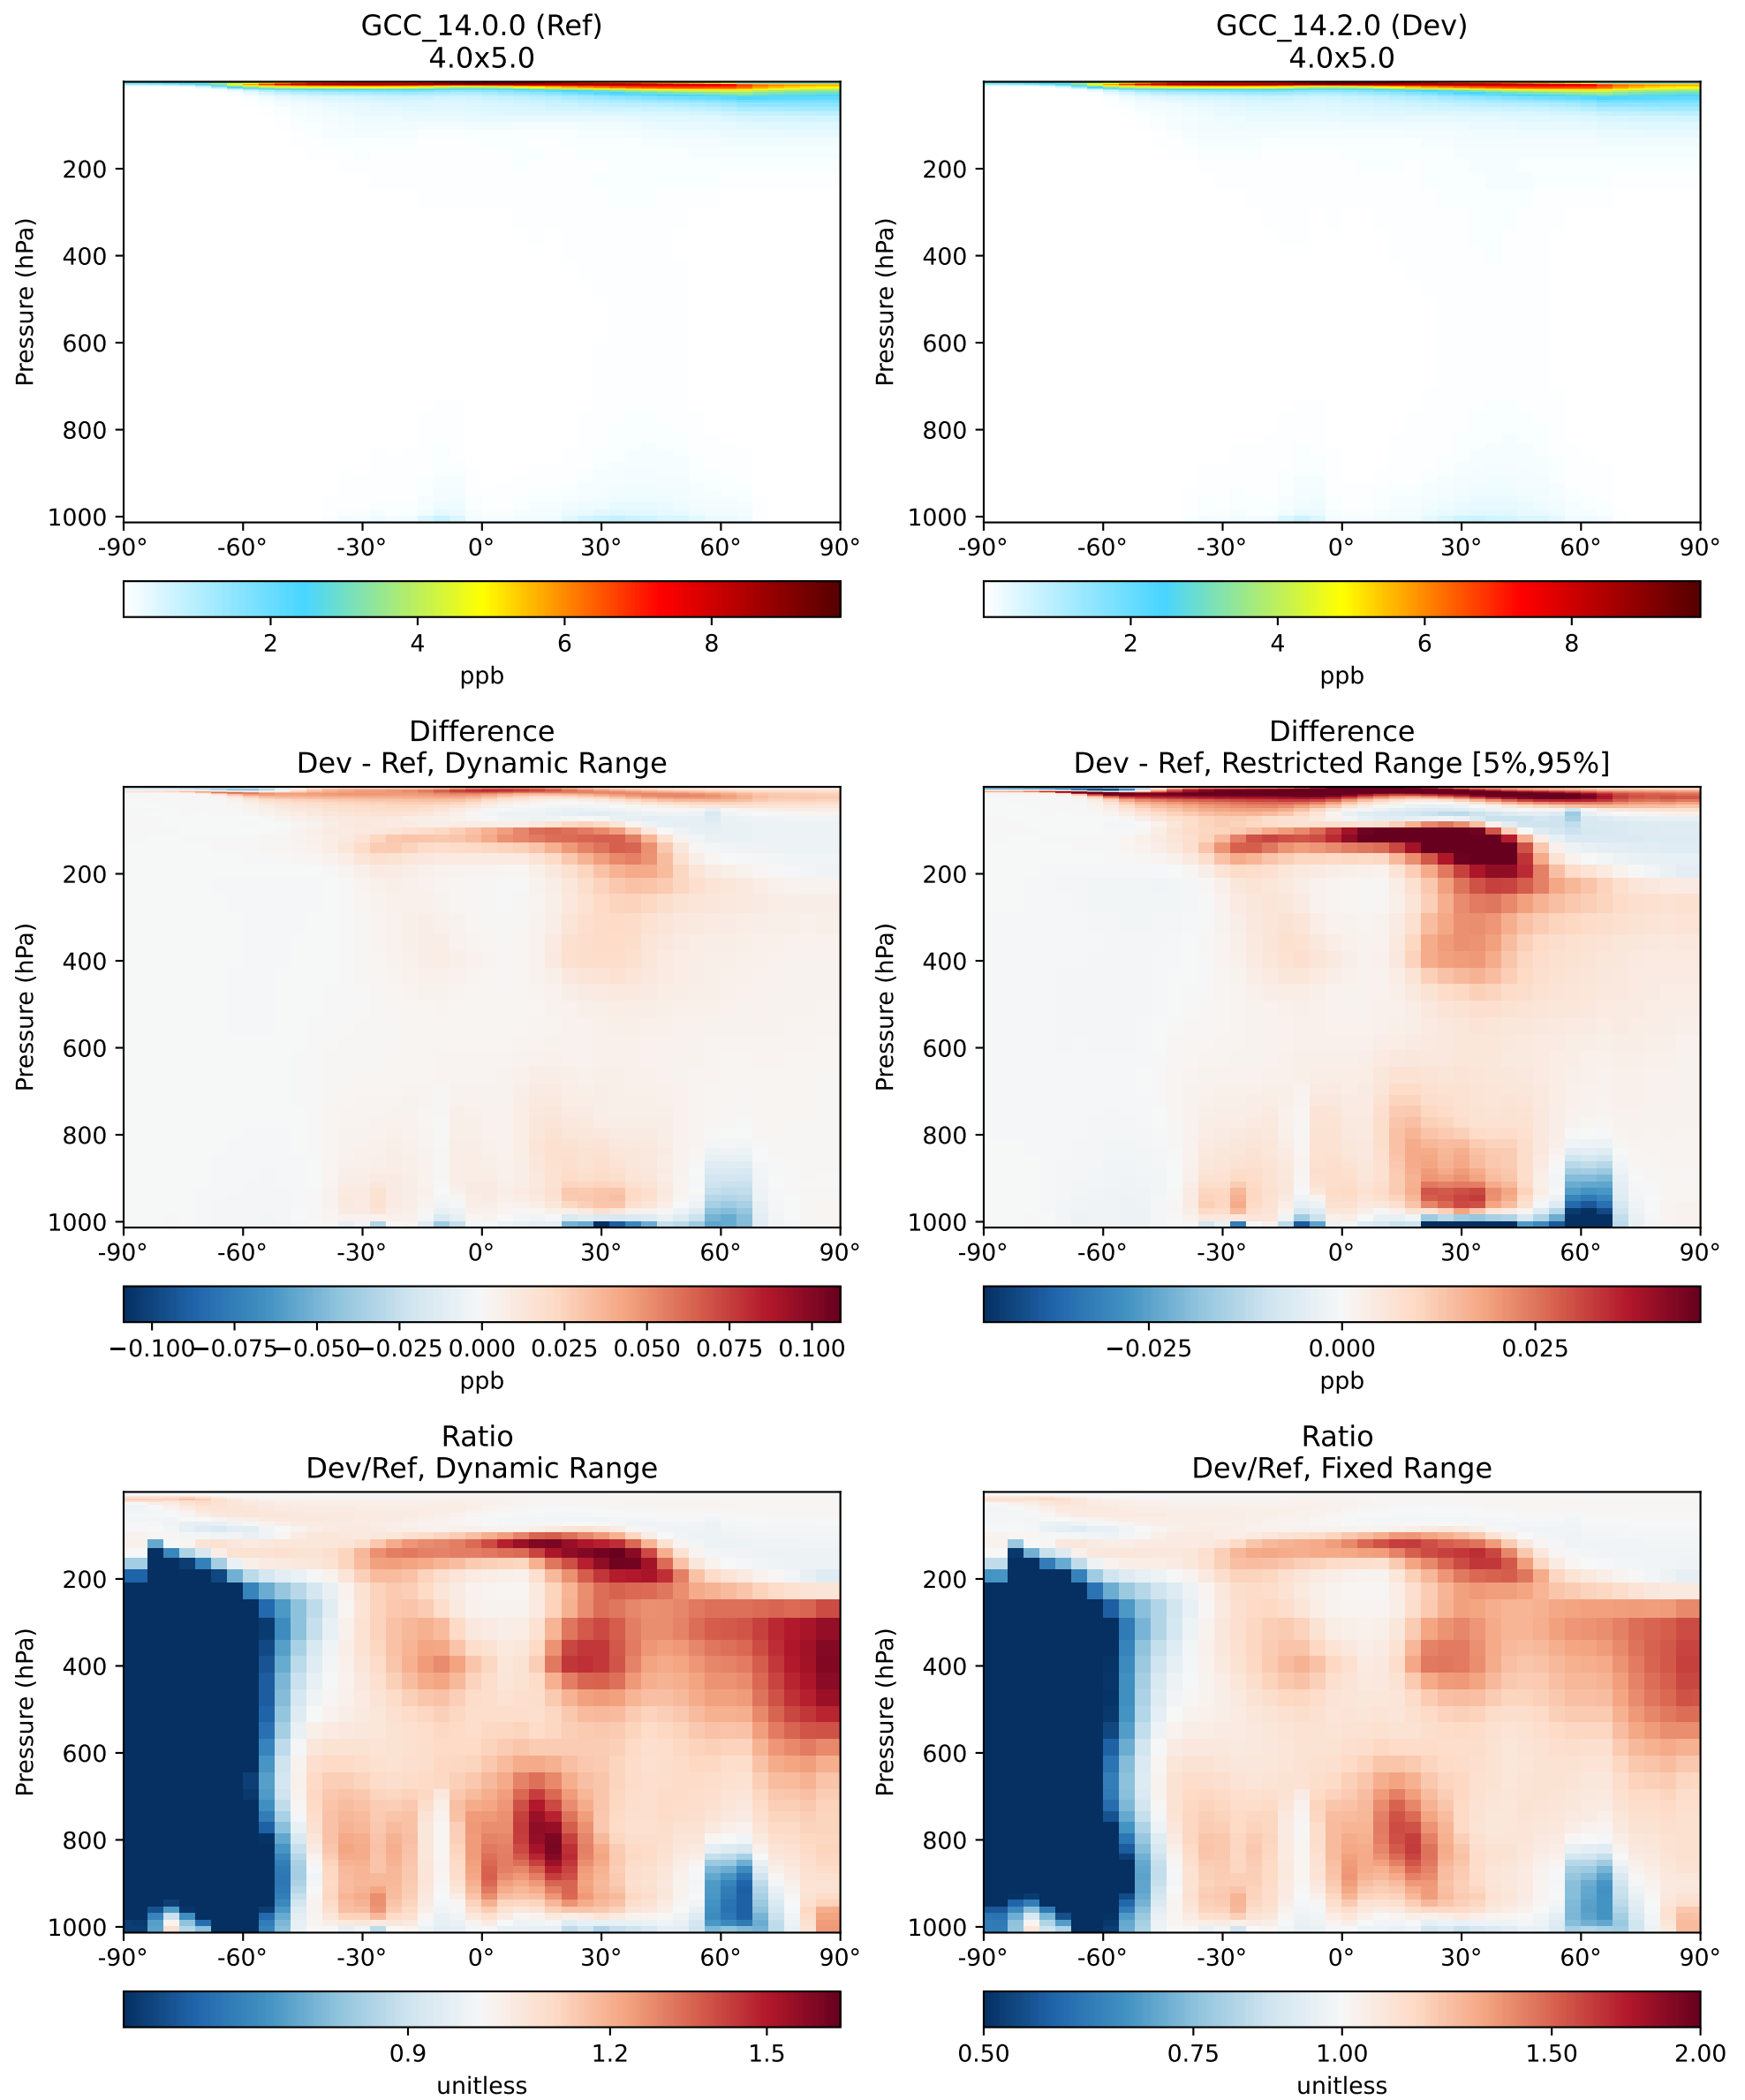 GCC_14.0.0 (Ref)
4.0x5.0
Pressure (hPa)
200
400
600
800
1000
-90° -60° -30° 0° 30° 60° 90°
2 4 6 8
ppb
GCC_14.2.0 (Dev)
4.0x5.0
Pressure (hPa)
200
400
600
800
1000
-90° -60° -30° 0° 30° 60° 90°
2 4 6 8
ppb
Difference
Dev - Ref, Dynamic Range
Pressure (hPa)
200
400
600
800
1000
-90° -60° -30° 0° 30° 60° 90°
−0.100 −0.075 −0.050 −0.025 0.000 0.025 0.050 0.075 0.100
ppb
Difference
Dev - Ref, Restricted Range [5%,95%]
Pressure (hPa)
200
400
600
800
1000
-90° -60° -30° 0° 30° 60° 90°
−0.025 0.000 0.025
ppb
Ratio
Dev/Ref, Dynamic Range
Pressure (hPa)
200
400
600
800
1000
-90° -60° -30° 0° 30° 60° 90°
0.9 1.2 1.5
unitless
Ratio
Dev/Ref, Fixed Range
Pressure (hPa)
200
400
600
800
1000
-90° -60° -30° 0° 30° 60° 90°
0.50 0.75 1.00 1.50 2.00
unitless